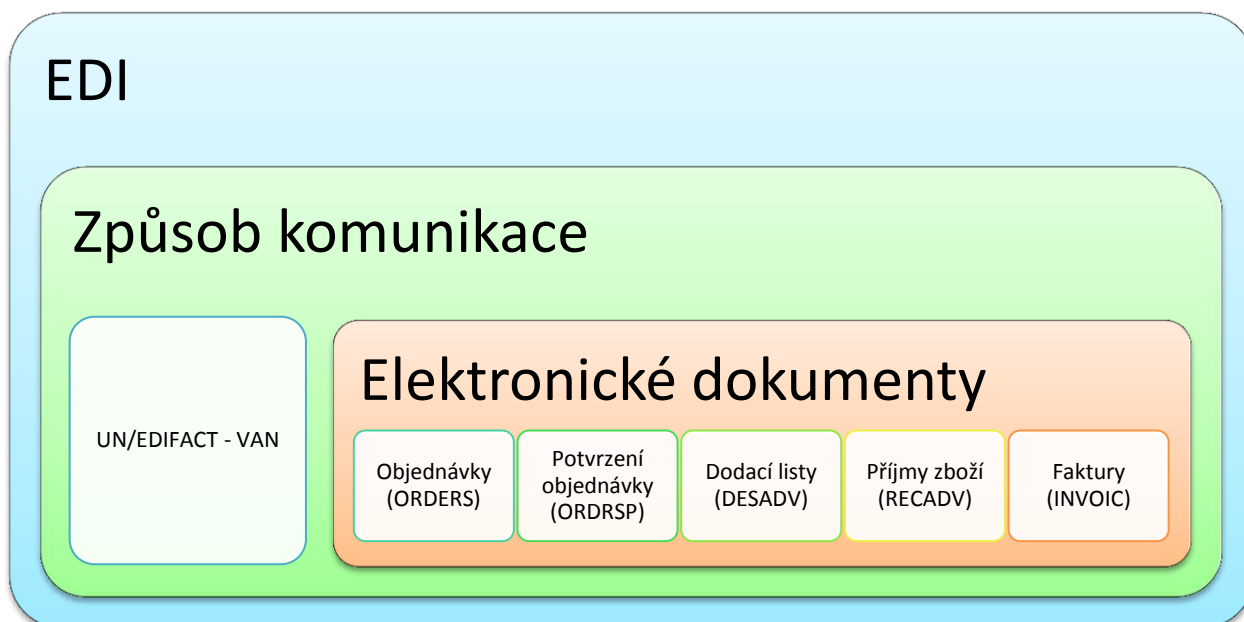 EDI
Způsob komunikace
UN/EDIFACT - VAN
Elektronické dokumenty
Objednávky
(ORDERS)
Potvrzení
objednávky
(ORDRSP)
Dodací listy
(DESADV)
Příjmy zboží
(RECADV)
Faktury
(INVOIC)